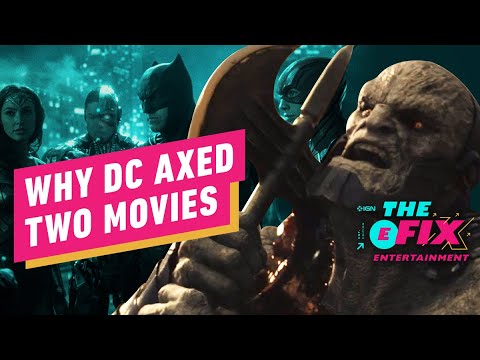 WHY DC AXED
TWO MOVIES
IGN
THE
E FIX
ENTERTAINMENT